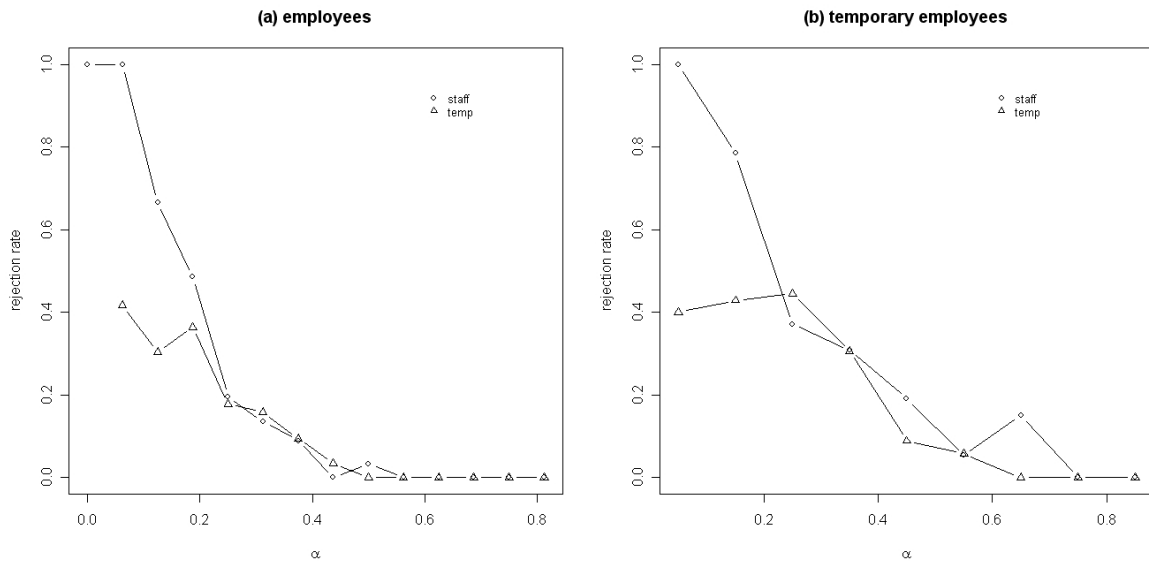 (a) employees
1.0
0.8
0.6
0.4
0.2
0.0
rejection rate
staff
temp
0.0 0.2 0.4 0.6 0.8
α
(b) temporary employees
1.0
0.8
0.6
0.4
0.2
0.0
rejection rate
staff
temp
0.2 0.4 0.6 0.8
α